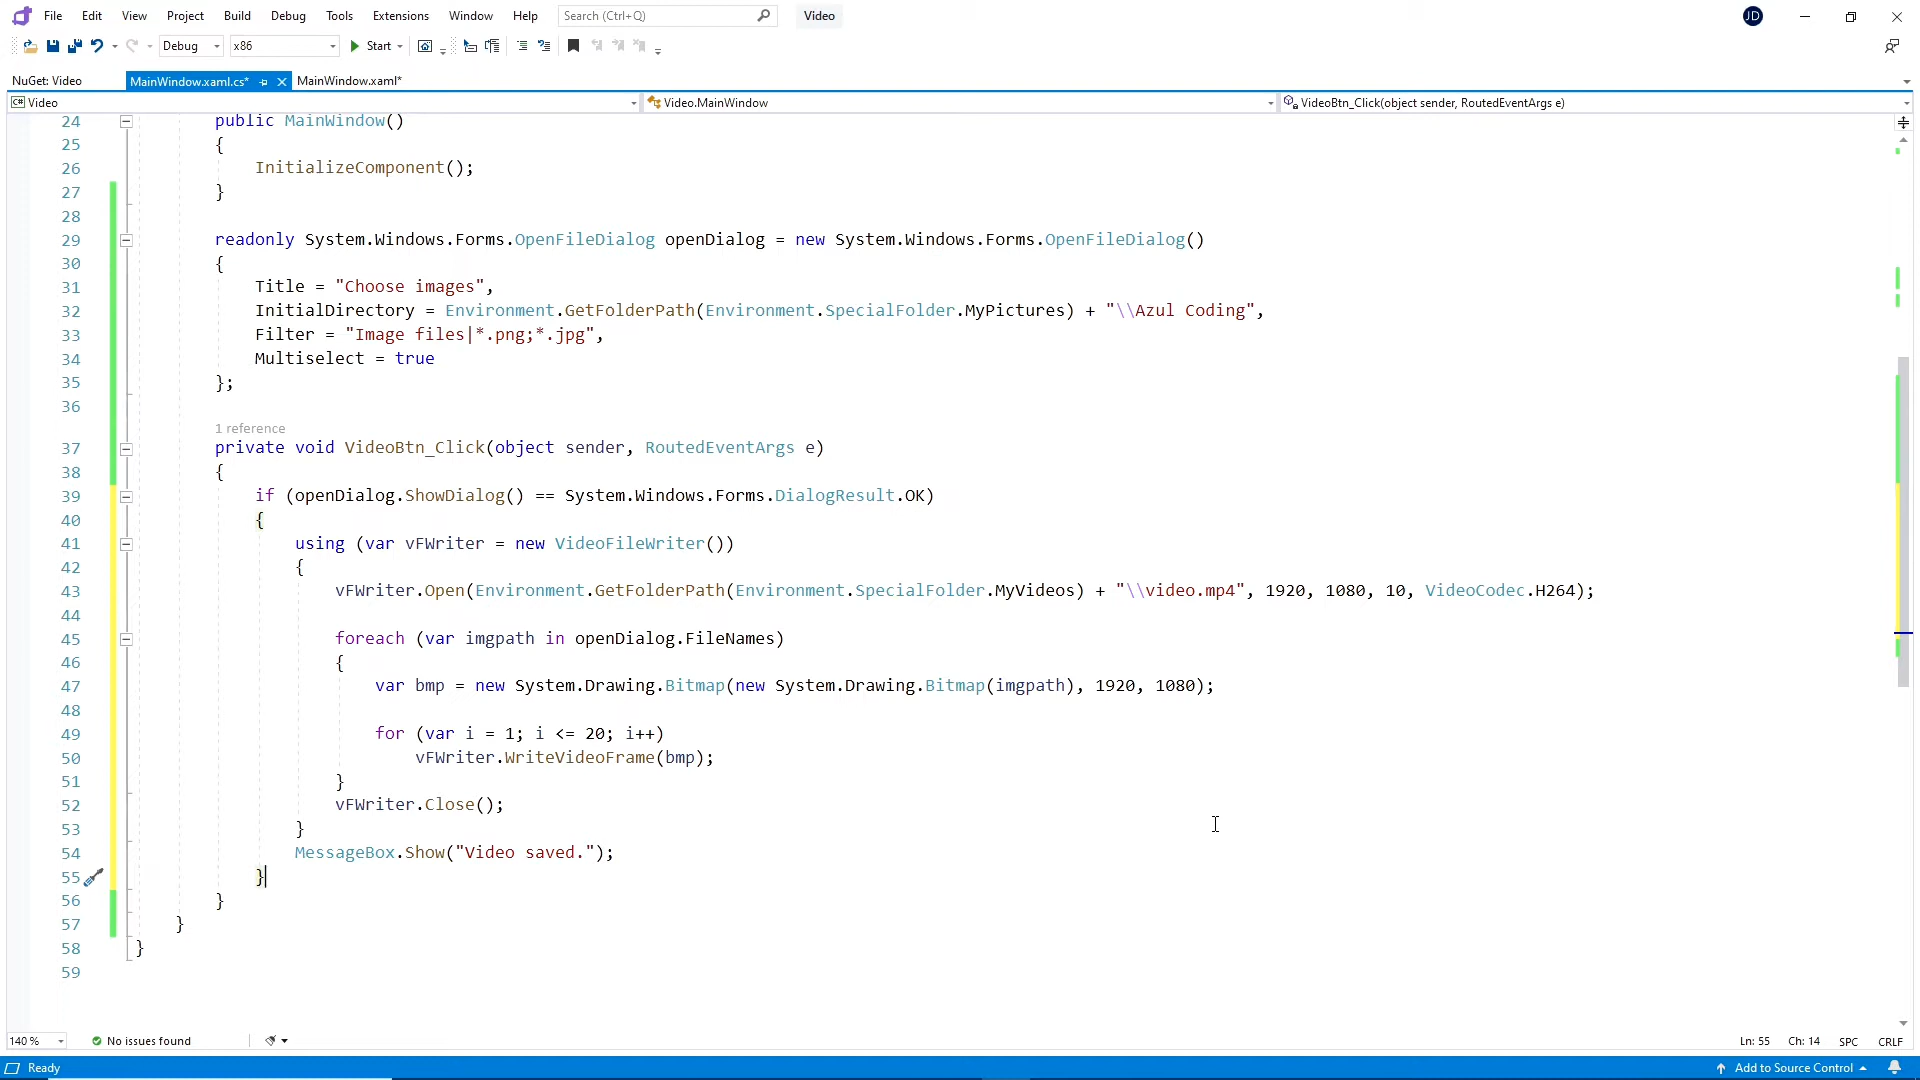 File Edit View Project Build Debug Tools Extensions Window Help Search (Ctrl+Q) Video JD
Debug x86 Start
NuGet: Video MainWindow.xaml.cs* MainWindow.xaml*
C# Video Video.MainWindow VideoBtn_Click(object sender, RoutedEventArgs e)
24 public MainWindow()
25 {
26 InitializeComponent();
27 }
28
29 readonly System.Windows.Forms.OpenFileDialog openDialog = new System.Windows.Forms.OpenFileDialog()
30 {
31 Title = "Choose images",
32 InitialDirectory = Environment.GetFolderPath(Environment.SpecialFolder.MyPictures) + "\\Azul Coding",
33 Filter = "Image files|*.png;*.jpg",
34 Multiselect = true
35 };
36
1 reference
37 private void VideoBtn_Click(object sender, RoutedEventArgs e)
38 {
39 if (openDialog.ShowDialog() == System.Windows.Forms.DialogResult.OK)
40 {
41 using (var vFWriter = new VideoFileWriter())
42 {
43 vFWriter.Open(Environment.GetFolderPath(Environment.SpecialFolder.MyVideos) + "\\video.mp4", 1920, 1080, 10, VideoCodec.H264);
44
45 foreach (var imgpath in openDialog.FileNames)
46 {
47 var bmp = new System.Drawing.Bitmap(new System.Drawing.Bitmap(imgpath), 1920, 1080);
48
49 for (var i = 1; i <= 20; i++)
50 vFWriter.WriteVideoFrame(bmp);
51 }
52 vFWriter.Close();
53 }
54 MessageBox.Show("Video saved.");
55 }
56 }
57 }
58 }
59
140 % No issues found Ln: 55 Ch: 14 SPC CRLF
Ready Add to Source Control